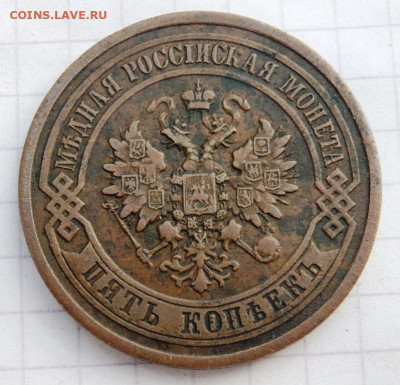 COINS.LAVE.RU
МѢДНАЯ РОССІЙСКАЯ МОНЕТА
ПЯТЬ КОПѢЕКЪ